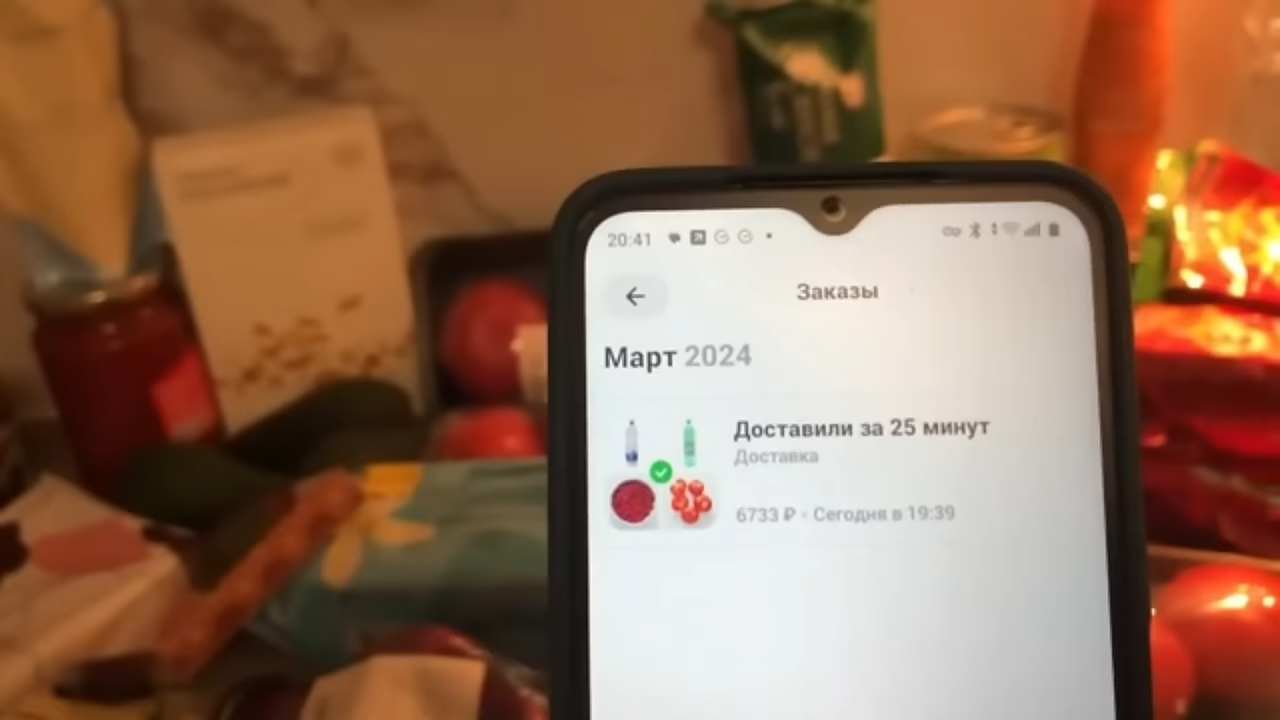 20:41
Заказы
Март 2024
Доставили за 25 минут
Доставка
6733 ₽ · Сегодня в 19:39